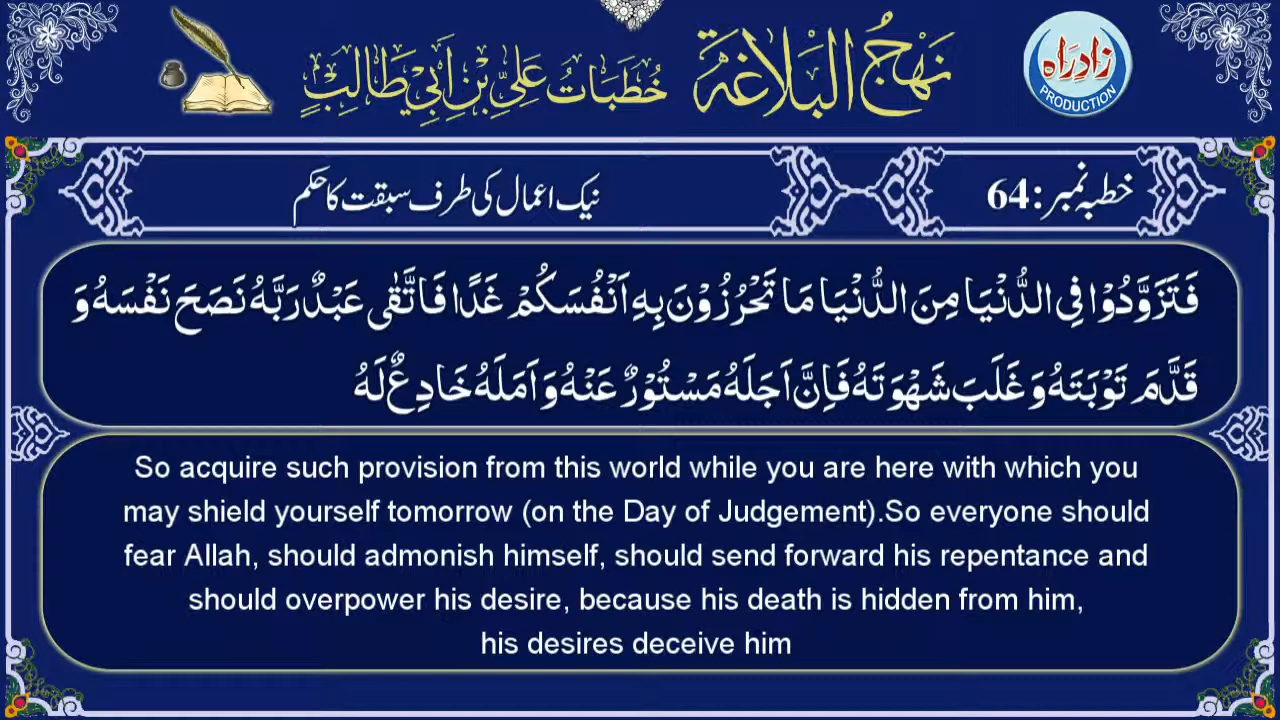 نَهْجُ الْبَلَاغَة خُطَبَاتُ عَلِيِّ بْنِ اَبِي طَالِبٍ
زادِرَاہ
PRODUCTION
خطبہ نمبر:64
نیک اعمال کی طرف سبقت کا حکم
فَتَزَوَّدُوْا فِی الدُّنْیَا مِنَ الدُّنْیَا مَا تَحْرُزُوْنَ بِهٖ اَنْفُسَكُمْ غَدًا فَاتَّقٰی عَبْدٌ رَبَّهُ نَصَحَ نَفْسَهُ وَ
قَدَّمَ تَوْبَتَهُ وَ غَلَبَ شَهْوَتَهُ فَاِنَّ اَجَلَهُ مَسْتُوْرٌ عَنْهُ وَ اَمَلَهُ خَادِعٌ لَهُ
So acquire such provision from this world while you are here with which you
may shield yourself tomorrow (on the Day of Judgement).So everyone should
fear Allah, should admonish himself, should send forward his repentance and
should overpower his desire, because his death is hidden from him,
his desires deceive him